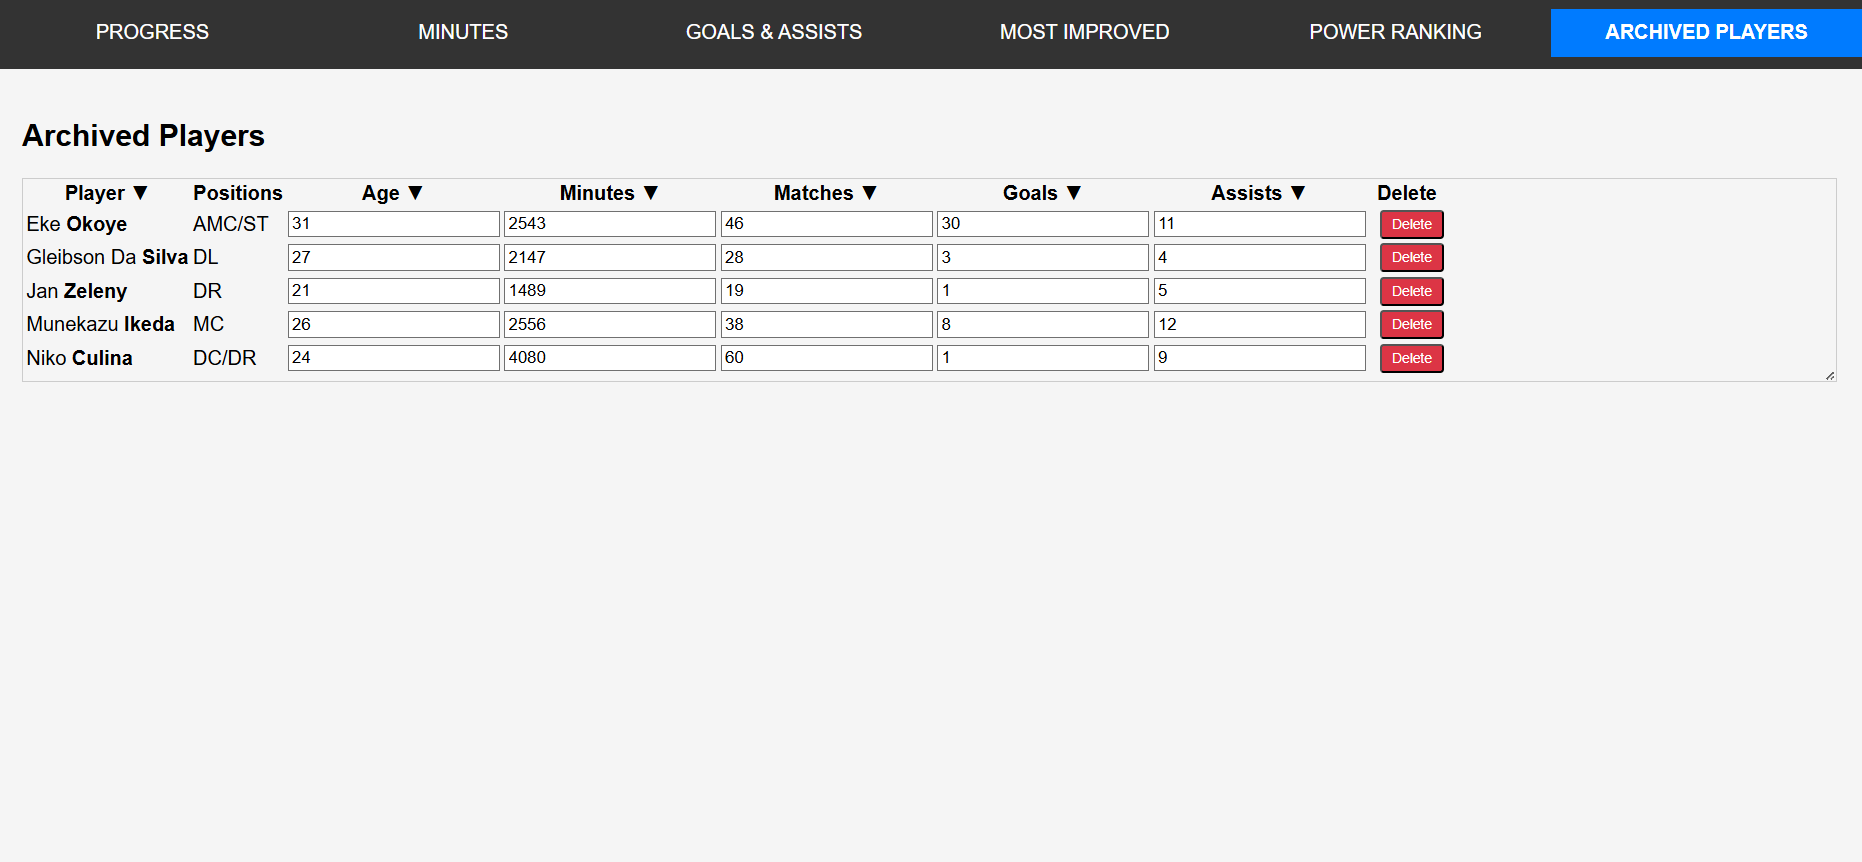 PROGRESS MINUTES GOALS & ASSISTS MOST IMPROVED POWER RANKING ARCHIVED PLAYERS
Archived Players
Player ▼ Positions Age ▼ Minutes ▼ Matches ▼ Goals ▼ Assists ▼ Delete
Eke Okoye AMC/ST 31 2543 46 30 11 Delete
Gleibson Da Silva DL 27 2147 28 3 4 Delete
Jan Zeleny DR 21 1489 19 1 5 Delete
Munekazu Ikeda MC 26 2556 38 8 12 Delete
Niko Culina DC/DR 24 4080 60 1 9 Delete